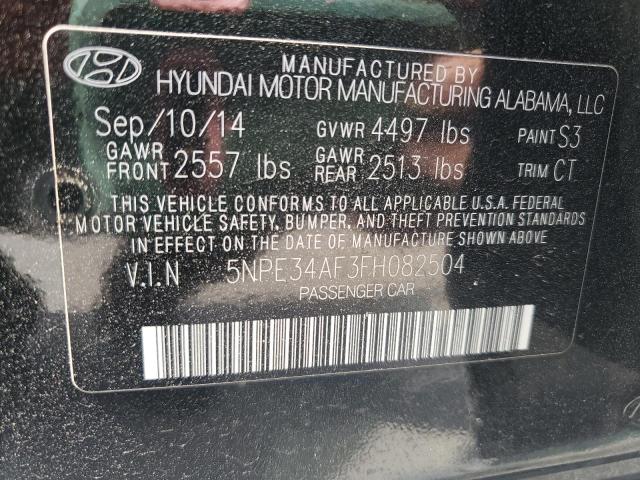 MANUFACTURED BY
HYUNDAI MOTOR MANUFACTURING ALABAMA, LLC
Sep/10/14 GVWR 4497 lbs PAINT S3
GAWR FRONT 2557 lbs GAWR REAR 2513 lbs TRIM CT
THIS VEHICLE CONFORMS TO ALL APPLICABLE U.S.A. FEDERAL
MOTOR VEHICLE SAFETY, BUMPER, AND THEFT PREVENTION STANDARDS
IN EFFECT ON THE DATE OF MANUFACTURE SHOWN ABOVE.
V.I.N 5NPE34AF3FH082504
PASSENGER CAR